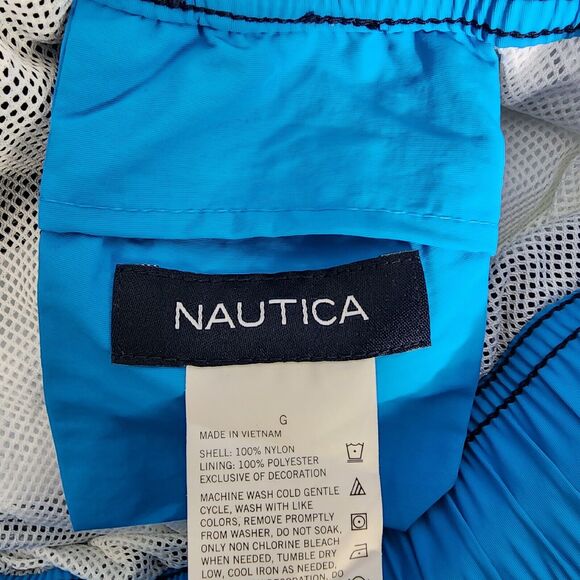 NAUTICA
G
MADE IN VIETNAM
SHELL: 100% NYLON
LINING: 100% POLYESTER
EXCLUSIVE OF DECORATION
MACHINE WASH COLD GENTLE
CYCLE, WASH WITH LIKE
COLORS, REMOVE PROMPTLY
FROM WASHER, DO NOT SOAK,
ONLY NON CHLORINE BLEACH
WHEN NEEDED, TUMBLE DRY
LOW, COOL IRON AS NEEDED,
DECORATION, DO